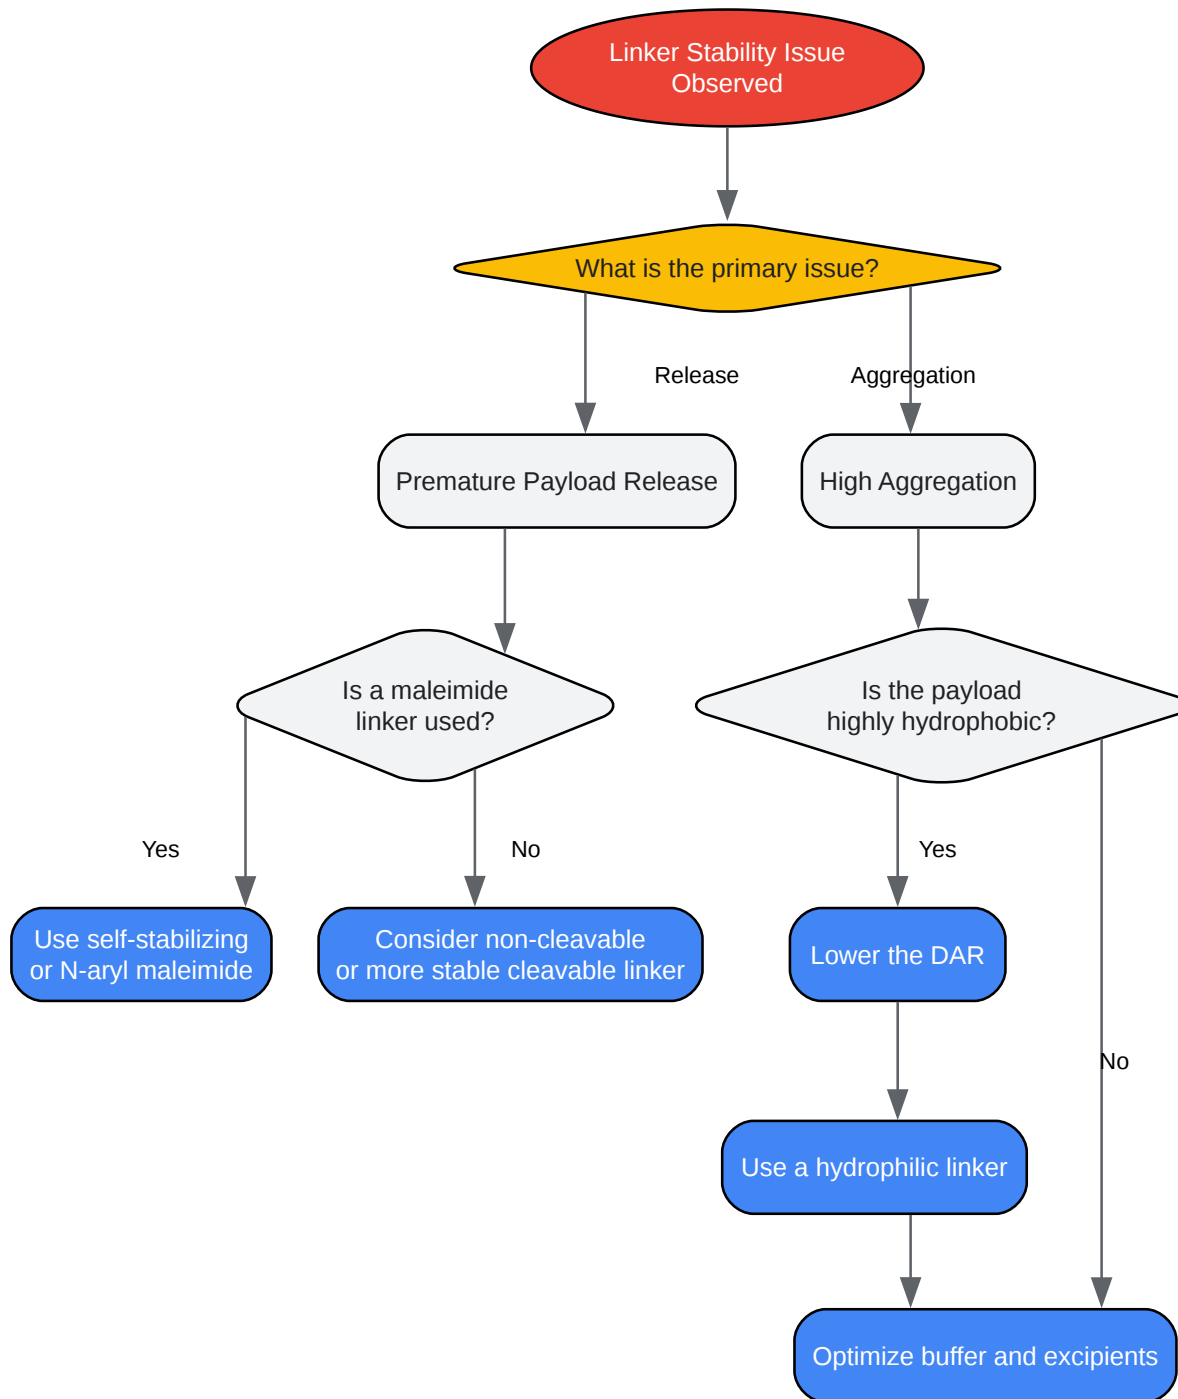 Linker Stability Issue
Observed
What is the primary issue?
Release
Aggregation
Premature Payload Release
High Aggregation
Is a maleimide
linker used?
Is the payload
highly hydrophobic?
Yes
No
Yes
Use self-stabilizing
or N-aryl maleimide
Consider non-cleavable
or more stable cleavable linker
Lower the DAR
No
Use a hydrophilic linker
Optimize buffer and excipients